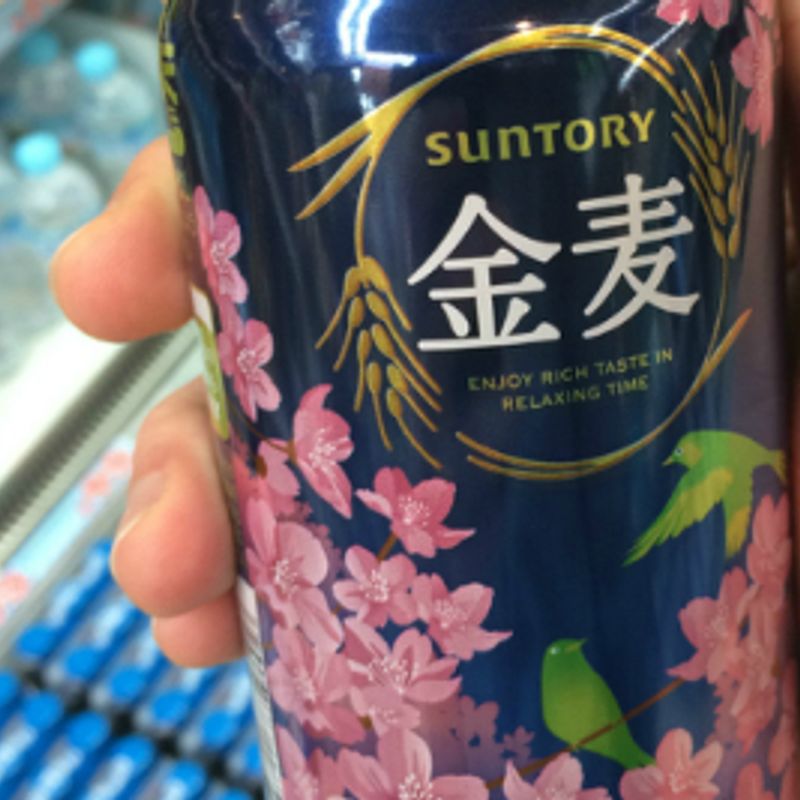 SUNTORY
金麦
ENJOY RICH TASTE IN
RELAXING TIME